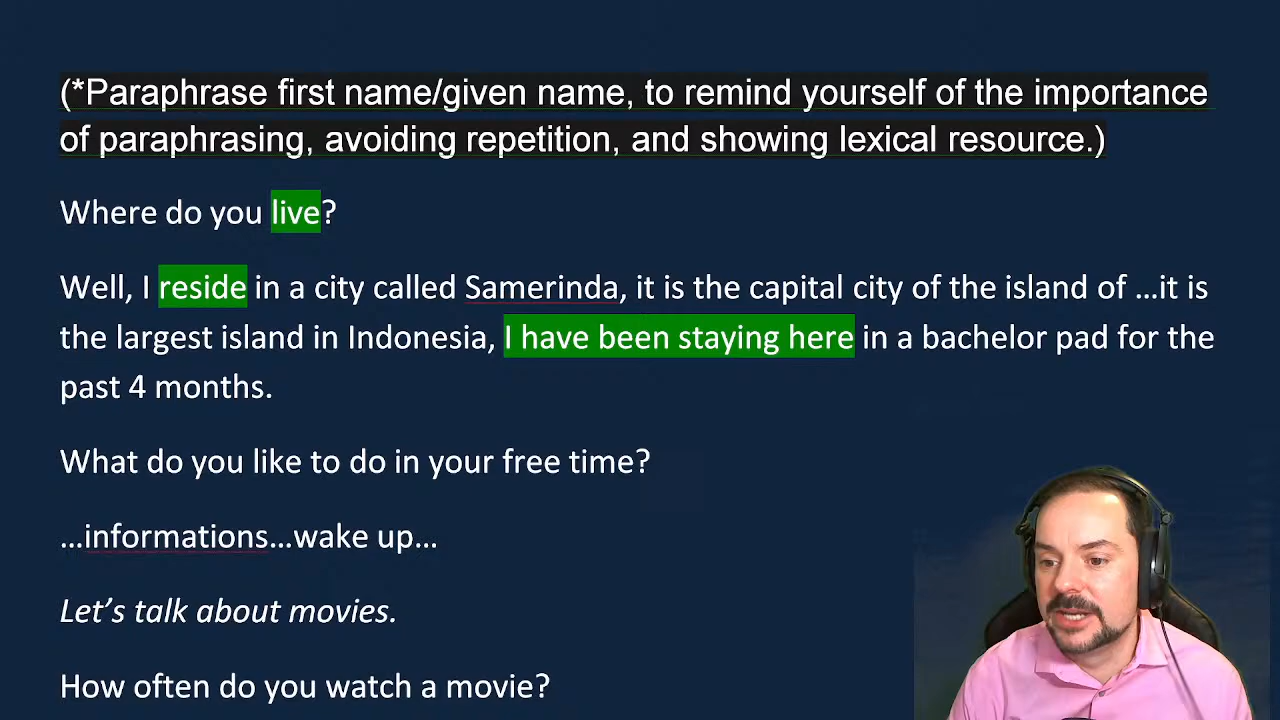 (*Paraphrase first name/given name, to remind yourself of the importance
of paraphrasing, avoiding repetition, and showing lexical resource.)
Where do you live?
Well, I reside in a city called Samerinda, it is the capital city of the island of ...it is
the largest island in Indonesia, I have been staying here in a bachelor pad for the
past 4 months.
What do you like to do in your free time?
...informations...wake up...
Let's talk about movies.
How often do you watch a movie?